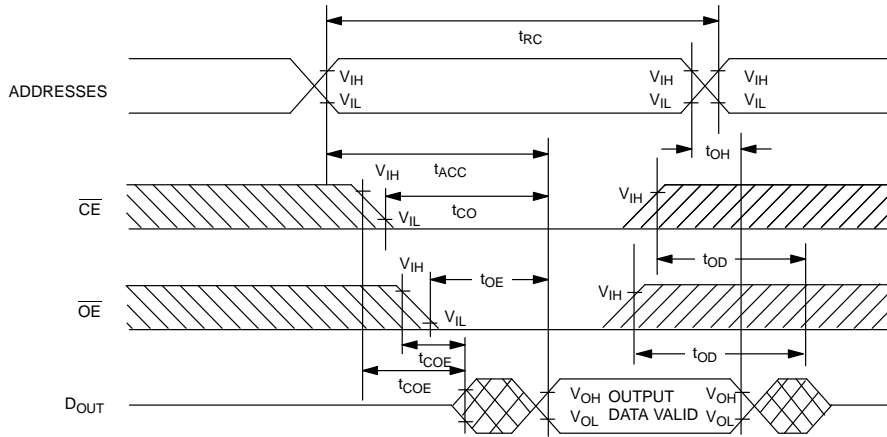 tRC
VIH
VIH
VIH
ADDRESSES
VIL
VIL
VIL
tOH
tACC
VIH
tCO
VIH
CE
VIL
tOD
VIH
tOE
VIH
OE
VIL
tCOE
tOD
tCOE
DOUT
VOH OUTPUT VOH
VOL DATA VALID VOL